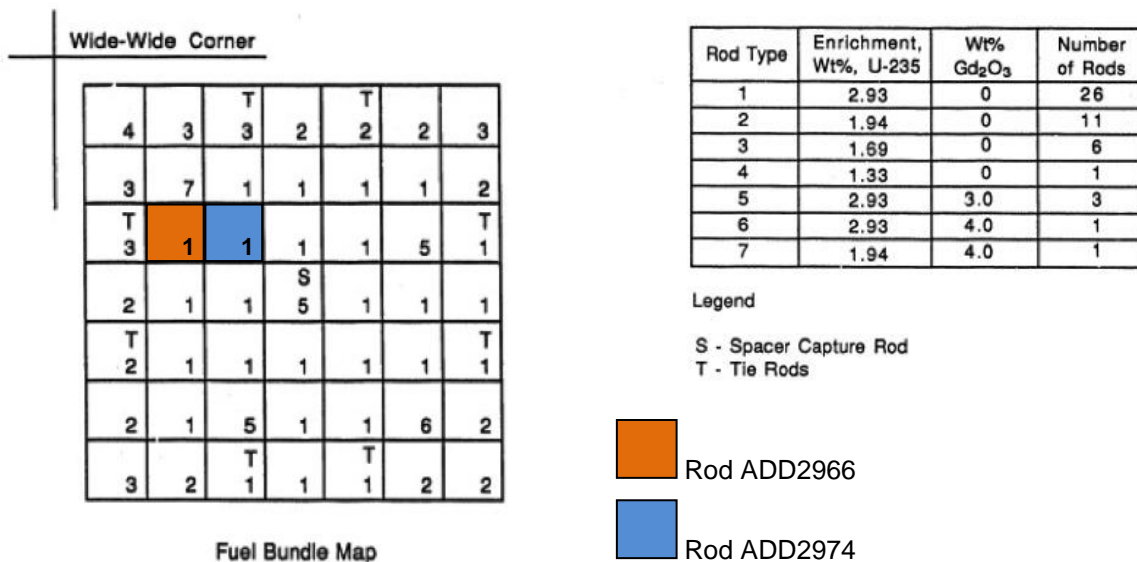 Wide-Wide Corner
T T
4 3 3 2 2 2 3
3 7 1 1 1 1 2
T T
3 1 1 1 1 5 1
S
2 1 1 5 1 1 1
T T
2 1 1 1 1 1 1
2 1 5 1 1 6 2
T T
3 2 1 1 1 2 2
Fuel Bundle Map
Rod Type Enrichment, Wt%, U-235 Wt% Gd₂O₃ Number of Rods
1 2.93 0 26
2 1.94 0 11
3 1.69 0 6
4 1.33 0 1
5 2.93 3.0 3
6 2.93 4.0 1
7 1.94 4.0 1
Legend
S - Spacer Capture Rod
T - Tie Rods
Rod ADD2966
Rod ADD2974